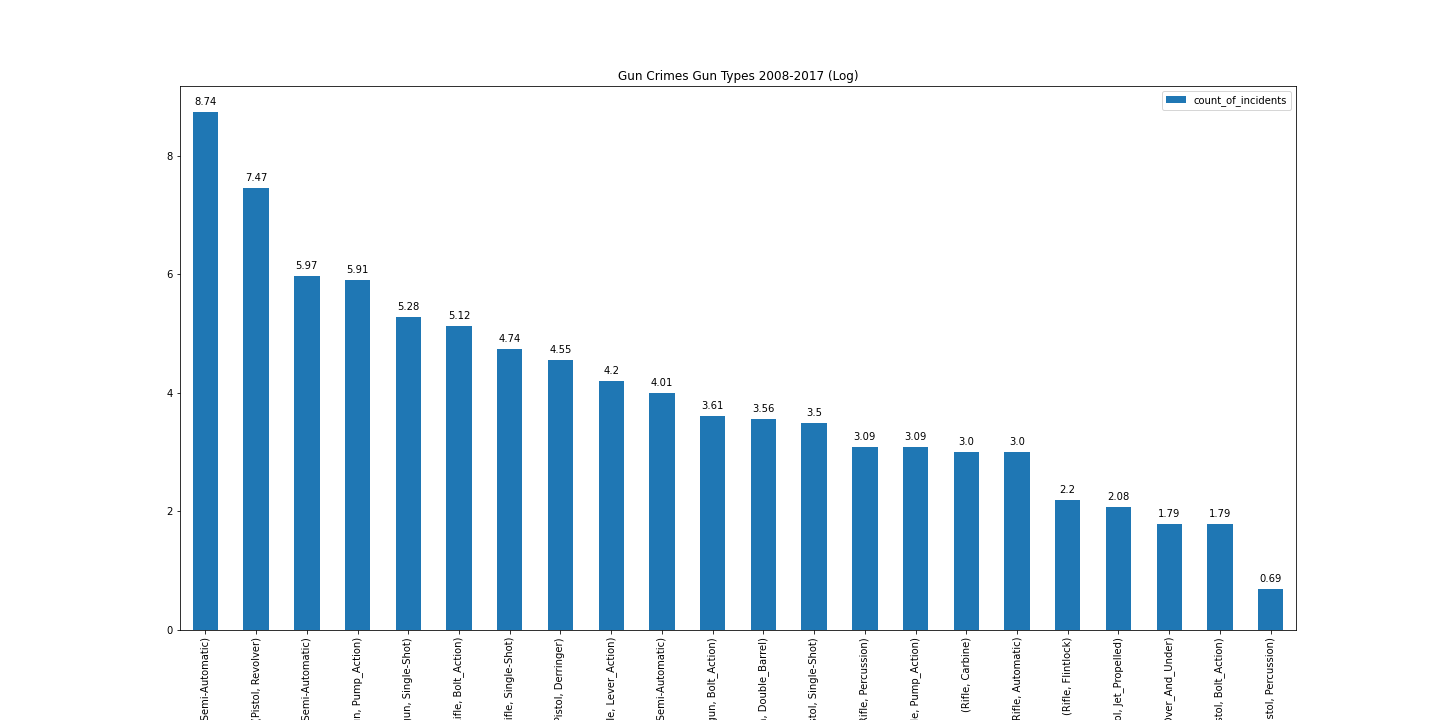 Gun Crimes Gun Types 2008-2017 (Log)
count_of_incidents
8.74
7.47
5.97
5.91
5.28
5.12
4.74
4.55
4.2
4.01
3.61
3.56
3.5
3.09
3.09
3.0
3.0
2.2
2.08
1.79
1.79
0.69
8
6
4
2
0
Semi-Automatic)
Pistol, Revolver)
Semi-Automatic)
n, Pump_Action)
gun, Single-Shot)
ifle, Bolt_Action)
ifle, Single-Shot)
Pistol, Derringer)
le, Lever_Action)
Semi-Automatic)
gun, Bolt_Action)
, Double_Barrel)
stol, Single-Shot)
Rifle, Percussion)
e, Pump_Action)
(Rifle, Carbine)
Rifle, Automatic)
(Rifle, Flintlock)
ol, Jet_Propelled)
Over_And_Under)
stol, Bolt_Action)
stol, Percussion)